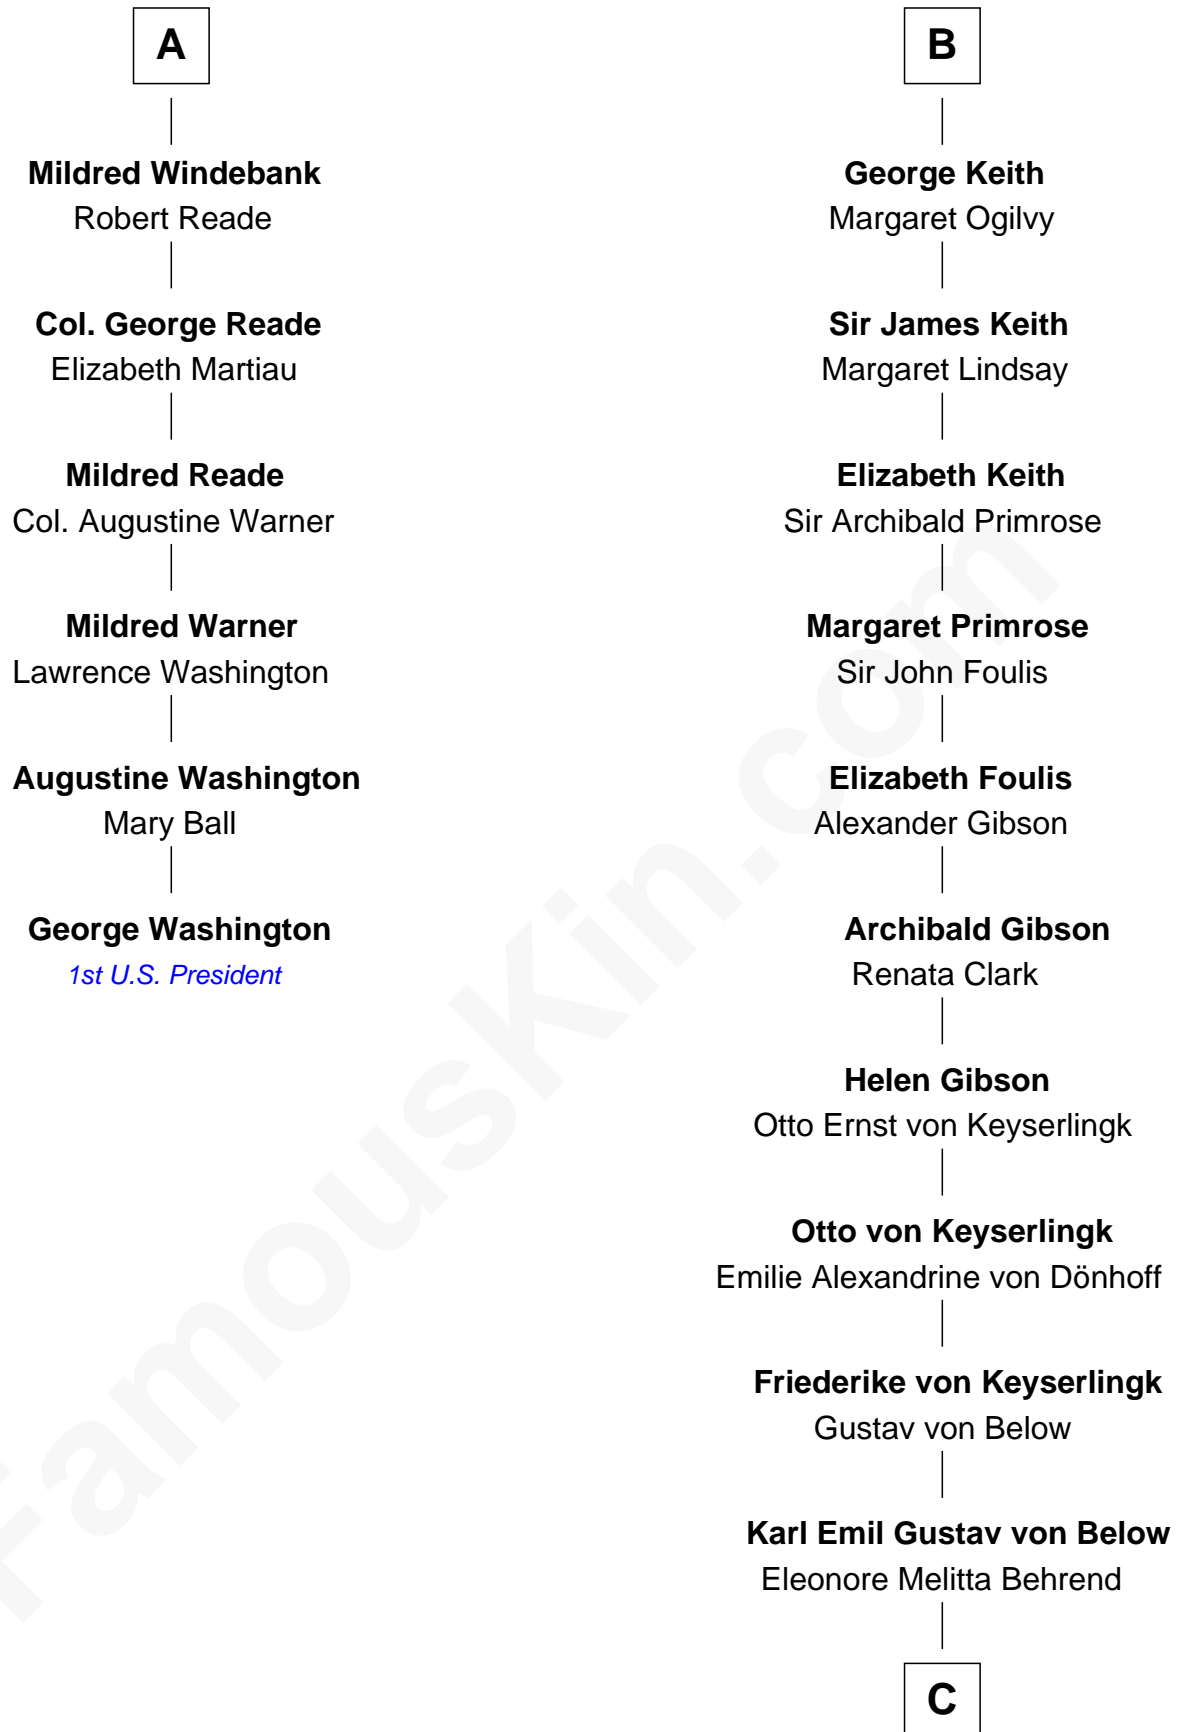 A
Mildred Windebank
Robert Reade
Col. George Reade
Elizabeth Martiau
Mildred Reade
Col. Augustine Warner
Mildred Warner
Lawrence Washington
Augustine Washington
Mary Ball
George Washington
1st U.S. President
B
George Keith
Margaret Ogilvy
Sir James Keith
Margaret Lindsay
Elizabeth Keith
Sir Archibald Primrose
Margaret Primrose
Sir John Foulis
Elizabeth Foulis
Alexander Gibson
Archibald Gibson
Renata Clark
Helen Gibson
Otto Ernst von Keyserlingk
Otto von Keyserlingk
Emilie Alexandrine von Dönhoff
Friederike von Keyserlingk
Gustav von Below
Karl Emil Gustav von Below
Eleonore Melitta Behrend
C
FamousKin.com